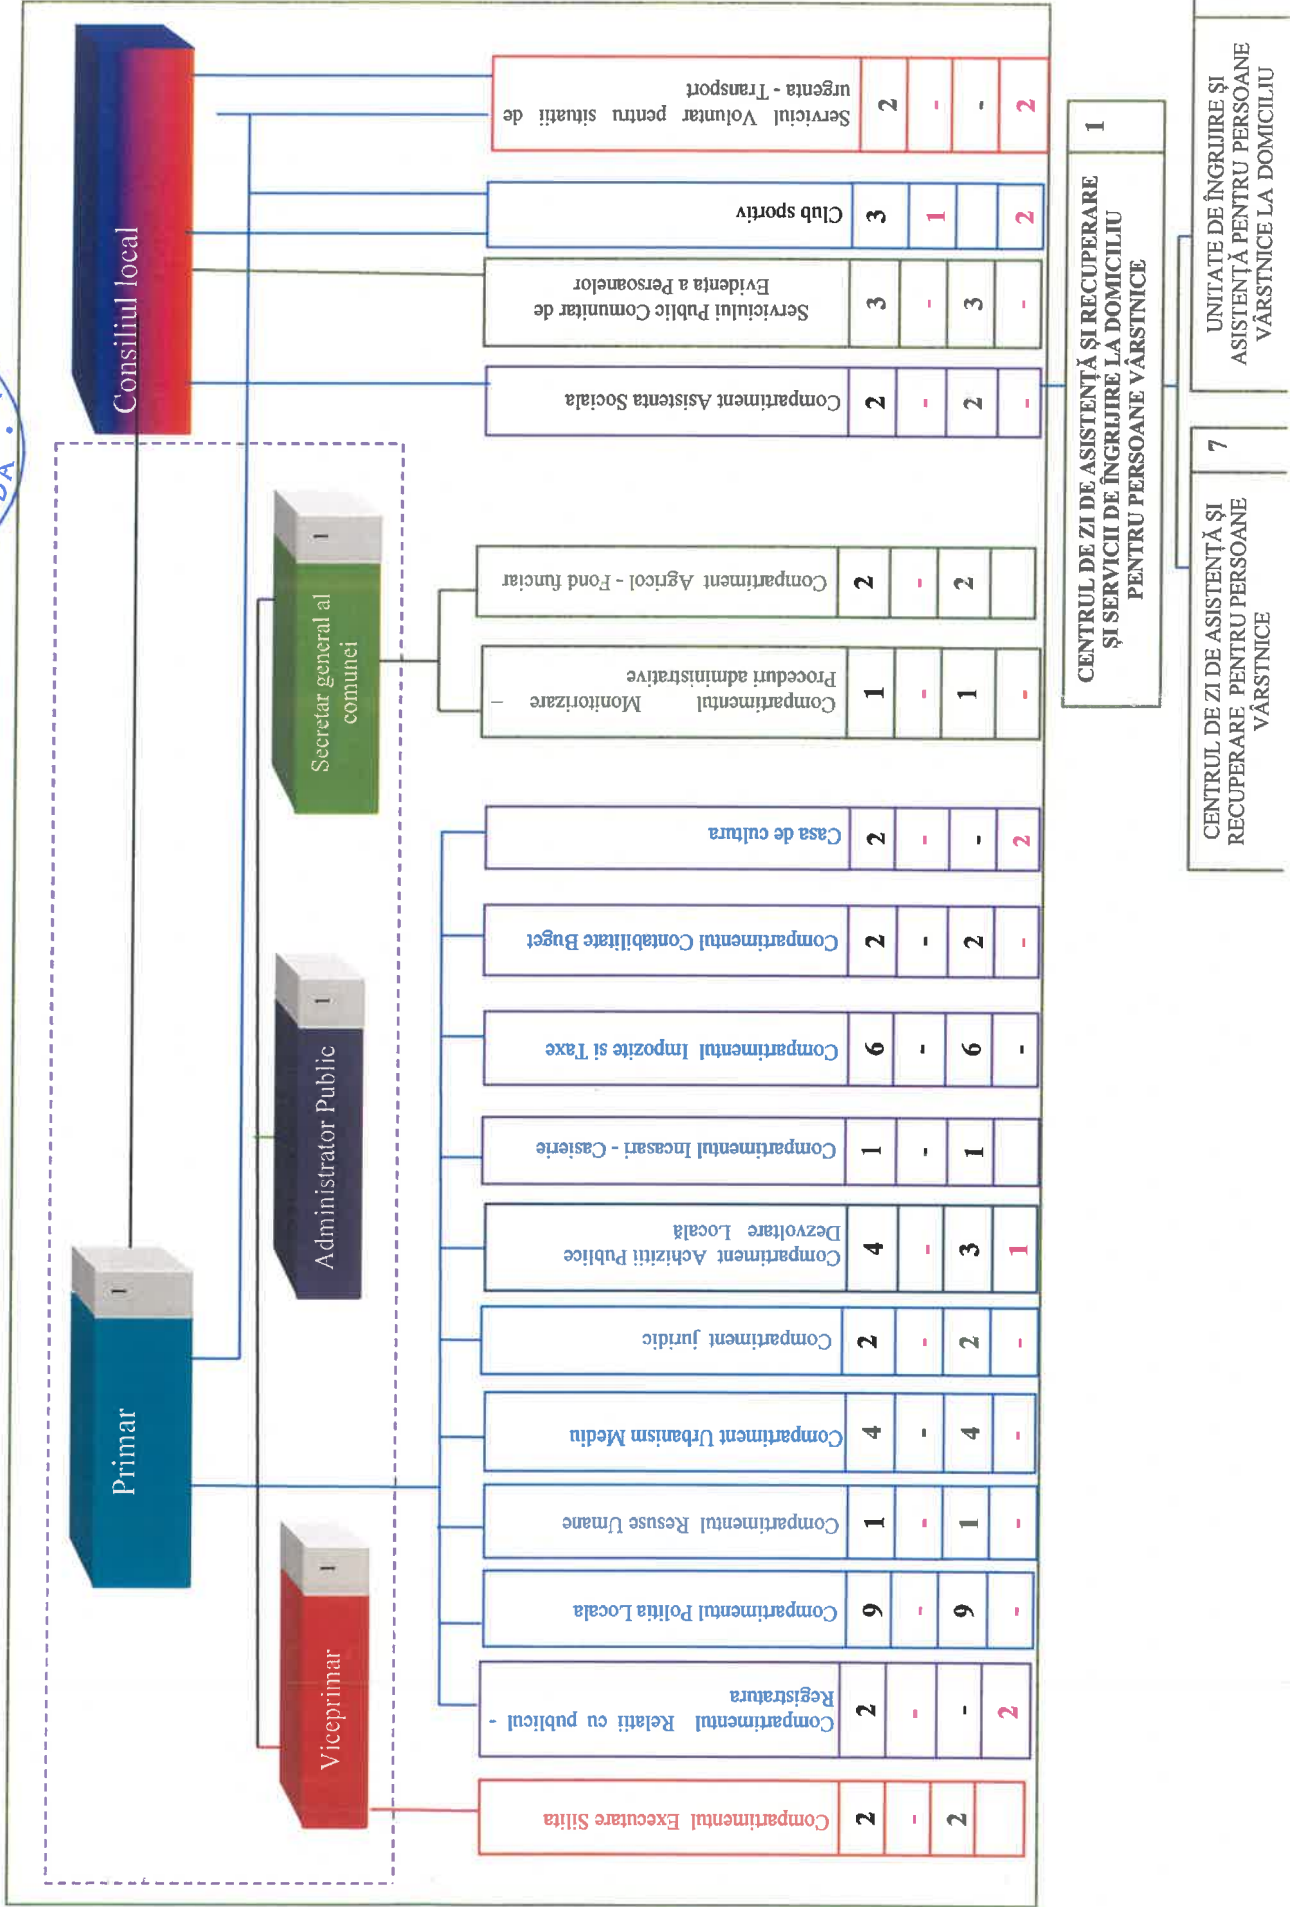 DA
Consiliul local
Primar
1
Secretar general al
comunei
1
Administrator Public
1
Viceprimar
1
Compartimentul Executare Silita
2
-
2
Compartimentul Relatii cu publicul -
Registratura
2
-
-
2
Compartimentul Politia Locala
9
-
9
-
Compartimentul Resuse Umane
1
-
1
-
Compartiment Urbanism Mediu
4
-
4
-
Compartiment juridic
2
-
2
-
Compartiment Achizitii Publice
Dezvoltare Locală
4
-
3
1
Compartimentul Incasari - Casierie
1
-
1
Compartimentul Impozite si Taxe
6
-
6
-
Compartimentul Contabilitate Buget
2
-
2
-
Casa de cultura
2
-
-
2
Compartimentul Monitorizare –
Proceduri administrative
1
-
1
-
Compartiment Agricol - Fond funciar
2
-
2
Compartiment Asistenta Sociala
2
-
2
-
Serviciului Public Comunitar de
Evidența a Persoanelor
3
-
3
-
Club sportiv
3
1
2
Serviciul Voluntar pentru situatii de
urgenta - Transport
2
-
-
2
CENTRUL DE ZI DE ASISTENȚĂ ȘI RECUPERARE
ȘI SERVICII DE ÎNGRIJIRE LA DOMICILIU
PENTRU PERSOANE VÂRSTNICE
1
CENTRUL DE ZI DE ASISTENȚĂ ȘI
RECUPERARE PENTRU PERSOANE
VÂRSTNICE
7
UNITATE DE ÎNGRIJIRE ȘI
ASISTENȚĂ PENTRU PERSOANE
VÂRSTNICE LA DOMICILIU